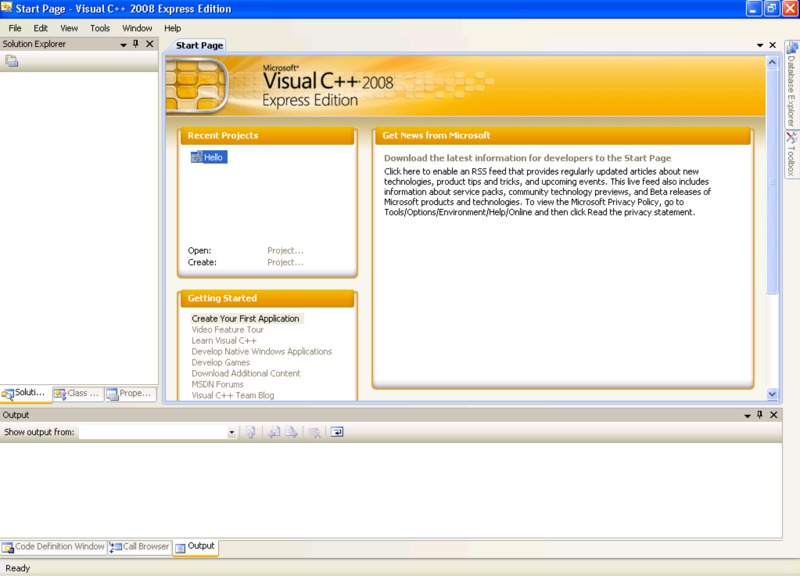 Start Page - Visual C++ 2008 Express Edition
File Edit View Tools Window Help
Solution Explorer
Start Page
Microsoft®
Visual C++ 2008
Express Edition
Recent Projects
Hello
Open: Project...
Create: Project...
Getting Started
Create Your First Application
Video Feature Tour
Learn Visual C++
Develop Native Windows Applications
Develop Games
Download Additional Content
MSDN Forums
Visual C++ Team Blog
Get News from Microsoft
Download the latest information for developers to the Start Page
Click here to enable an RSS feed that provides regularly updated articles about new
technologies, product tips and tricks, and upcoming events. This live feed also includes
information about service packs, community technology previews, and Beta releases of
Microsoft products and technologies. To view the Microsoft Privacy Policy, go to
Tools/Options/Environment/Help/Online and then click Read the privacy statement.
Database Explorer
Toolbox
Soluti... Class ... Prope...
Output
Show output from:
Code Definition Window Call Browser Output
Ready